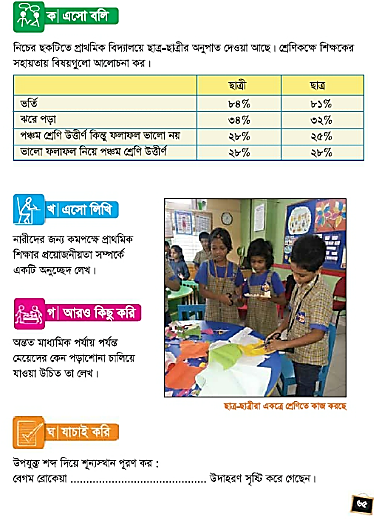 ক| এসো বলি
নিচের ছকটিতে প্রাথমিক বিদ্যালয়ে ছাত্র-ছাত্রীর অনুপাত দেওয়া আছে। শ্রেণিকক্ষে শিক্ষকের
সহায়তায় বিষয়গুলো আলোচনা কর।
ছাত্রী ছাত্র
ভর্তি ৮৪% ৮১%
ঝরে পড়া ৩৪% ৩২%
পঞ্চম শ্রেণি উত্তীর্ণ কিন্তু ফলাফল ভালো নয় ২৮% ২৫%
ভালো ফলাফল নিয়ে পঞ্চম শ্রেণি উত্তীর্ণ ২৮% ২৮%
খ| এসো লিখি
নারীদের জন্য কমপক্ষে প্রাথমিক
শিক্ষার প্রয়োজনীয়তা সম্পর্কে
একটি অনুচ্ছেদ লেখ।
গ| আরও কিছু করি
অন্তত মাধ্যমিক পর্যায় পর্যন্ত
মেয়েদের কেন পড়াশোনা চালিয়ে
যাওয়া উচিত তা লেখ।
ছাত্র-ছাত্রীরা একত্রে শ্রেণিতে কাজ করছে
ঘ| যাচাই করি
উপযুক্ত শব্দ দিয়ে শূন্যস্থান পূরণ কর :
বেগম রোকেয়া .......................................... উদাহরণ সৃষ্টি করে গেছেন।
৬৫